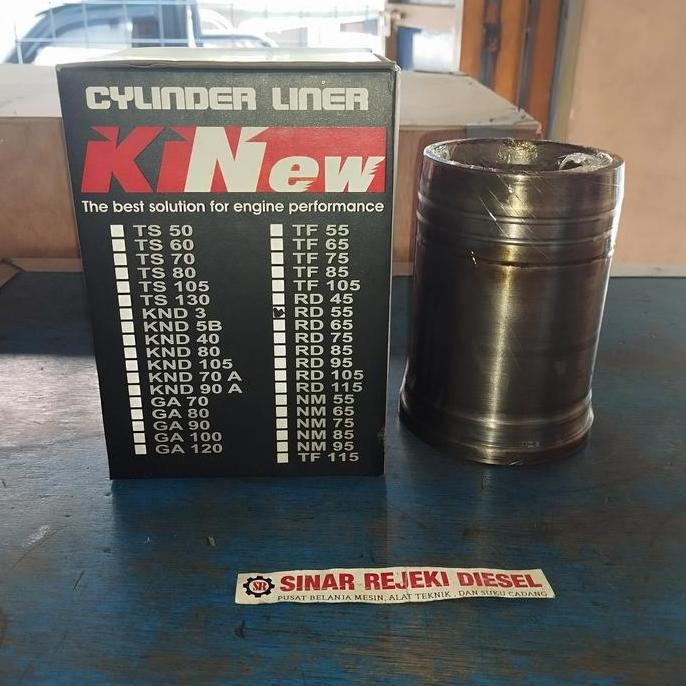 CYLINDER LINER
KiNew
The best solution for engine performance
TS 50
TS 60
TS 70
TS 80
TS 105
TS 130
KND 3
KND 5B
KND 40
KND 80
KND 105
KND 70 A
KND 90 A
GA 70
GA 80
GA 90
GA 100
GA 120
TF 55
TF 65
TF 75
TF 85
TF 105
RD 45
RD 55
RD 65
RD 75
RD 85
RD 95
RD 105
RD 115
NM 55
NM 65
NM 75
NM 85
NM 95
TF 115
SR SINAR REJEKI DIESEL
PUSAT BELANJA MESIN, ALAT TEKNIK, DAN SUKU CADANG